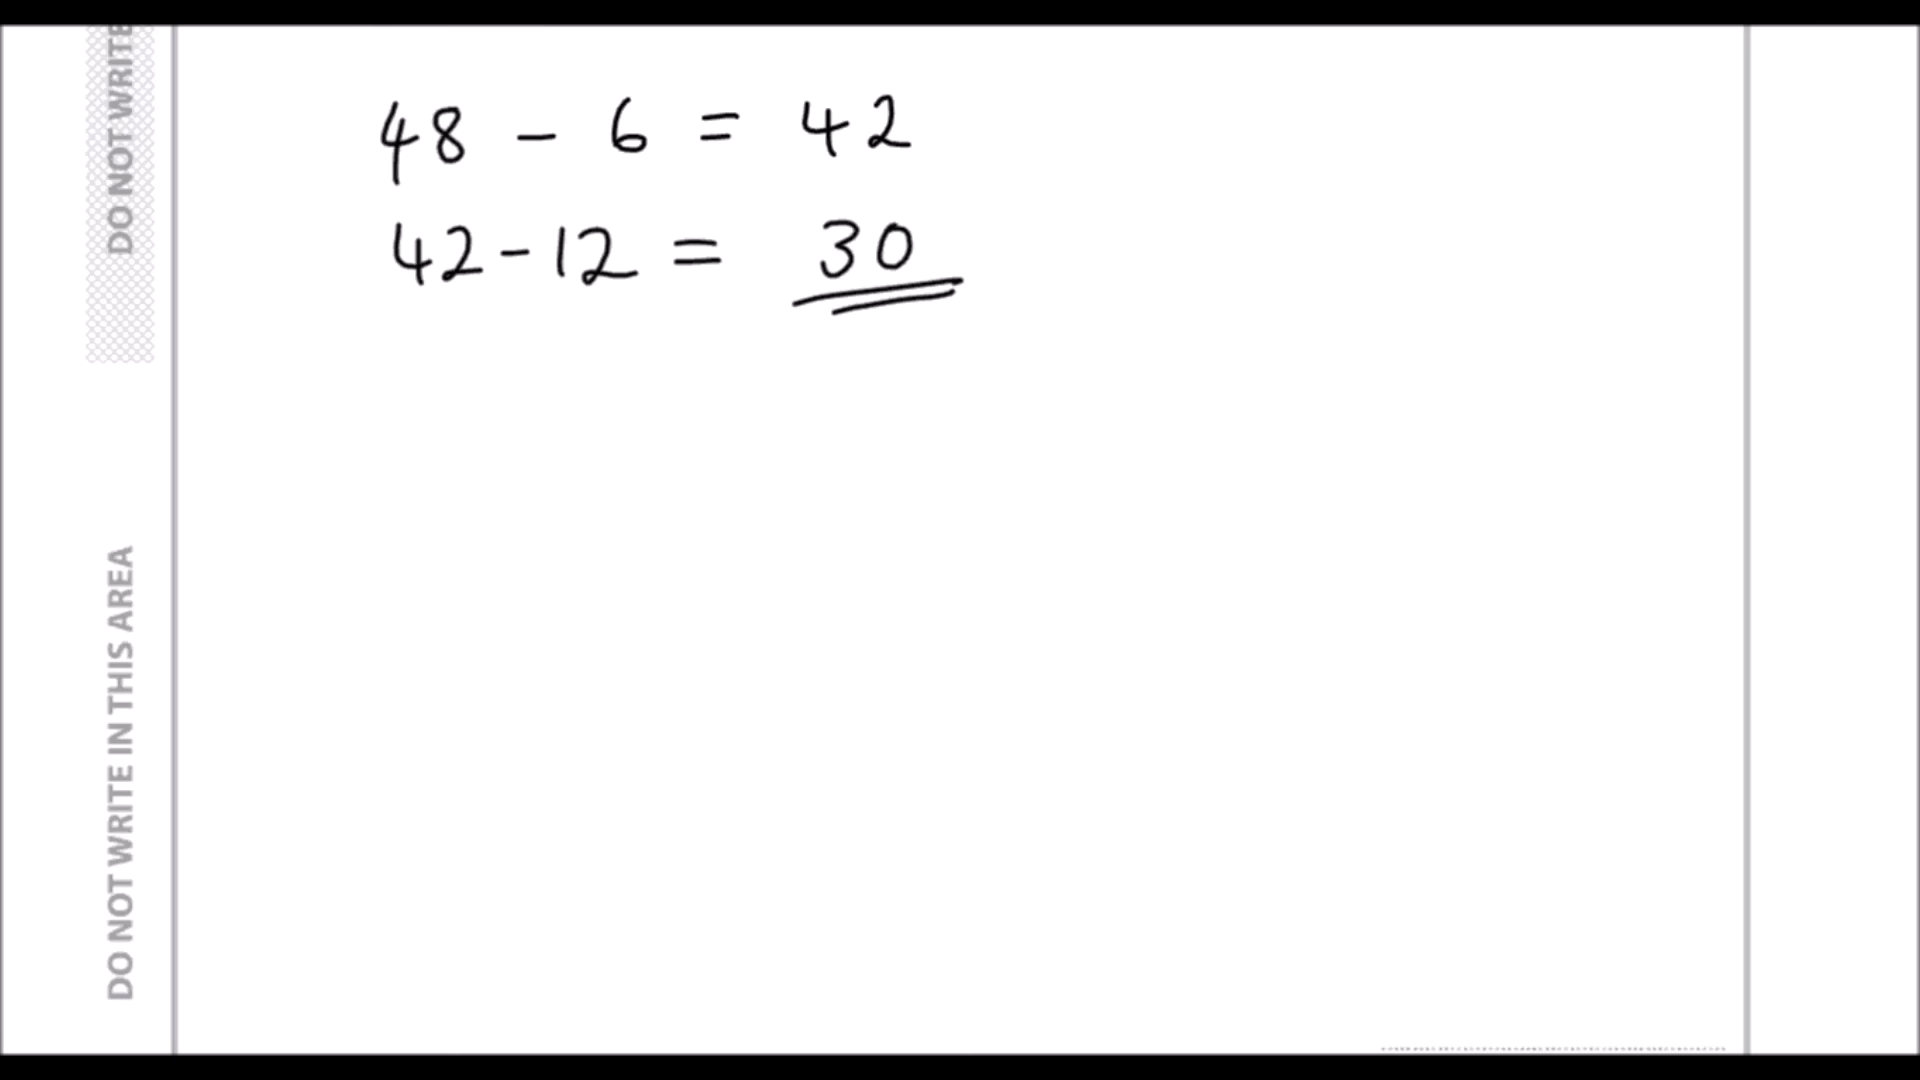 DO NOT WRITE
DO NOT WRITE IN THIS AREA
48 - 6 = 42
42 - 12 = 30